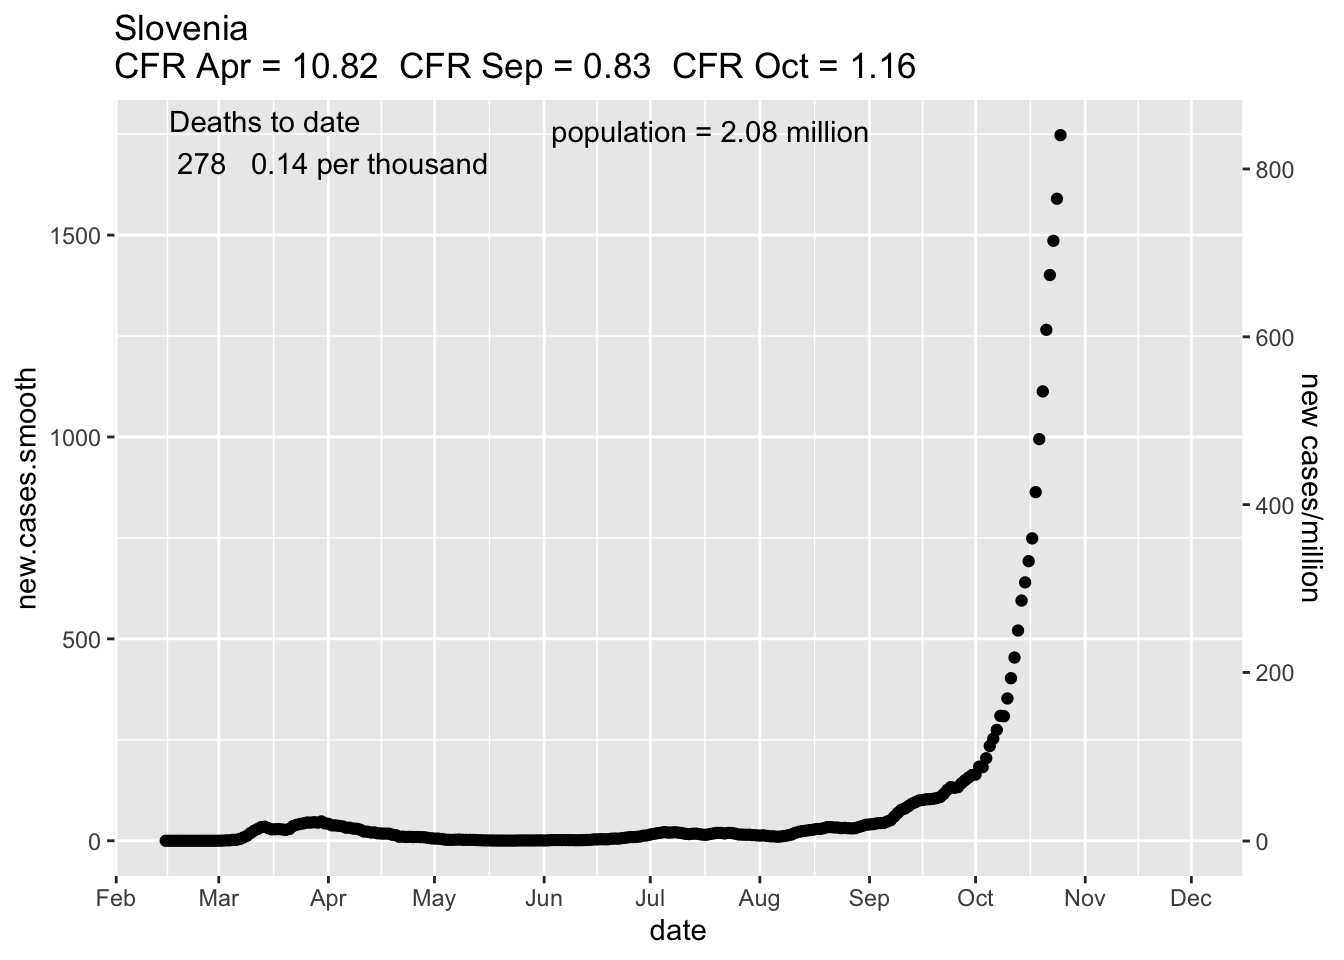 Slovenia
CFR Apr = 10.82  CFR Sep = 0.83  CFR Oct = 1.16
Deaths to date
278   0.14 per thousand
population = 2.08 million
new.cases.smooth
1500
1000
500
0
800
600
400
200
0
new cases/million
Feb Mar Apr May Jun Jul Aug Sep Oct Nov Dec
date